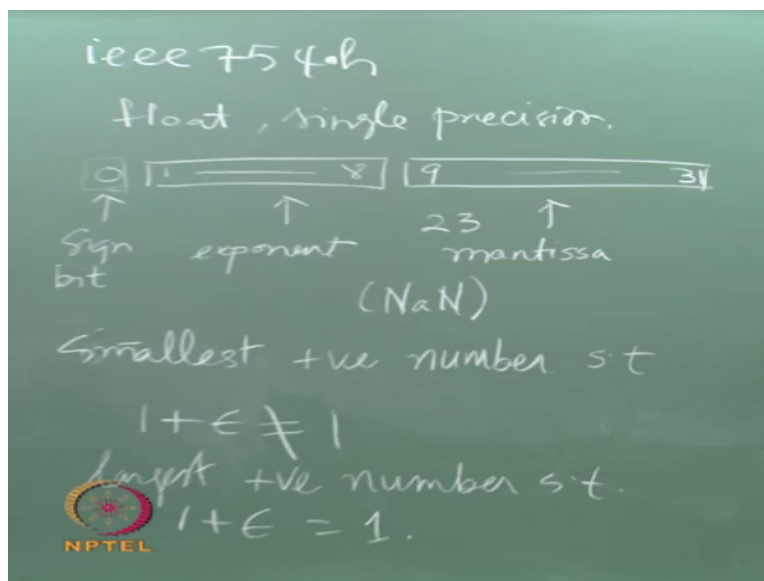 ieee754.h
float, single precision.
0 1 — 8 9 — 31
↑ ↑ 23 ↑
Sign exponent mantissa
bit
(NaN)
Smallest +ve number s.t
1 + ε ≠ 1
largest +ve number s.t.
1 + ε = 1.
NPTEL